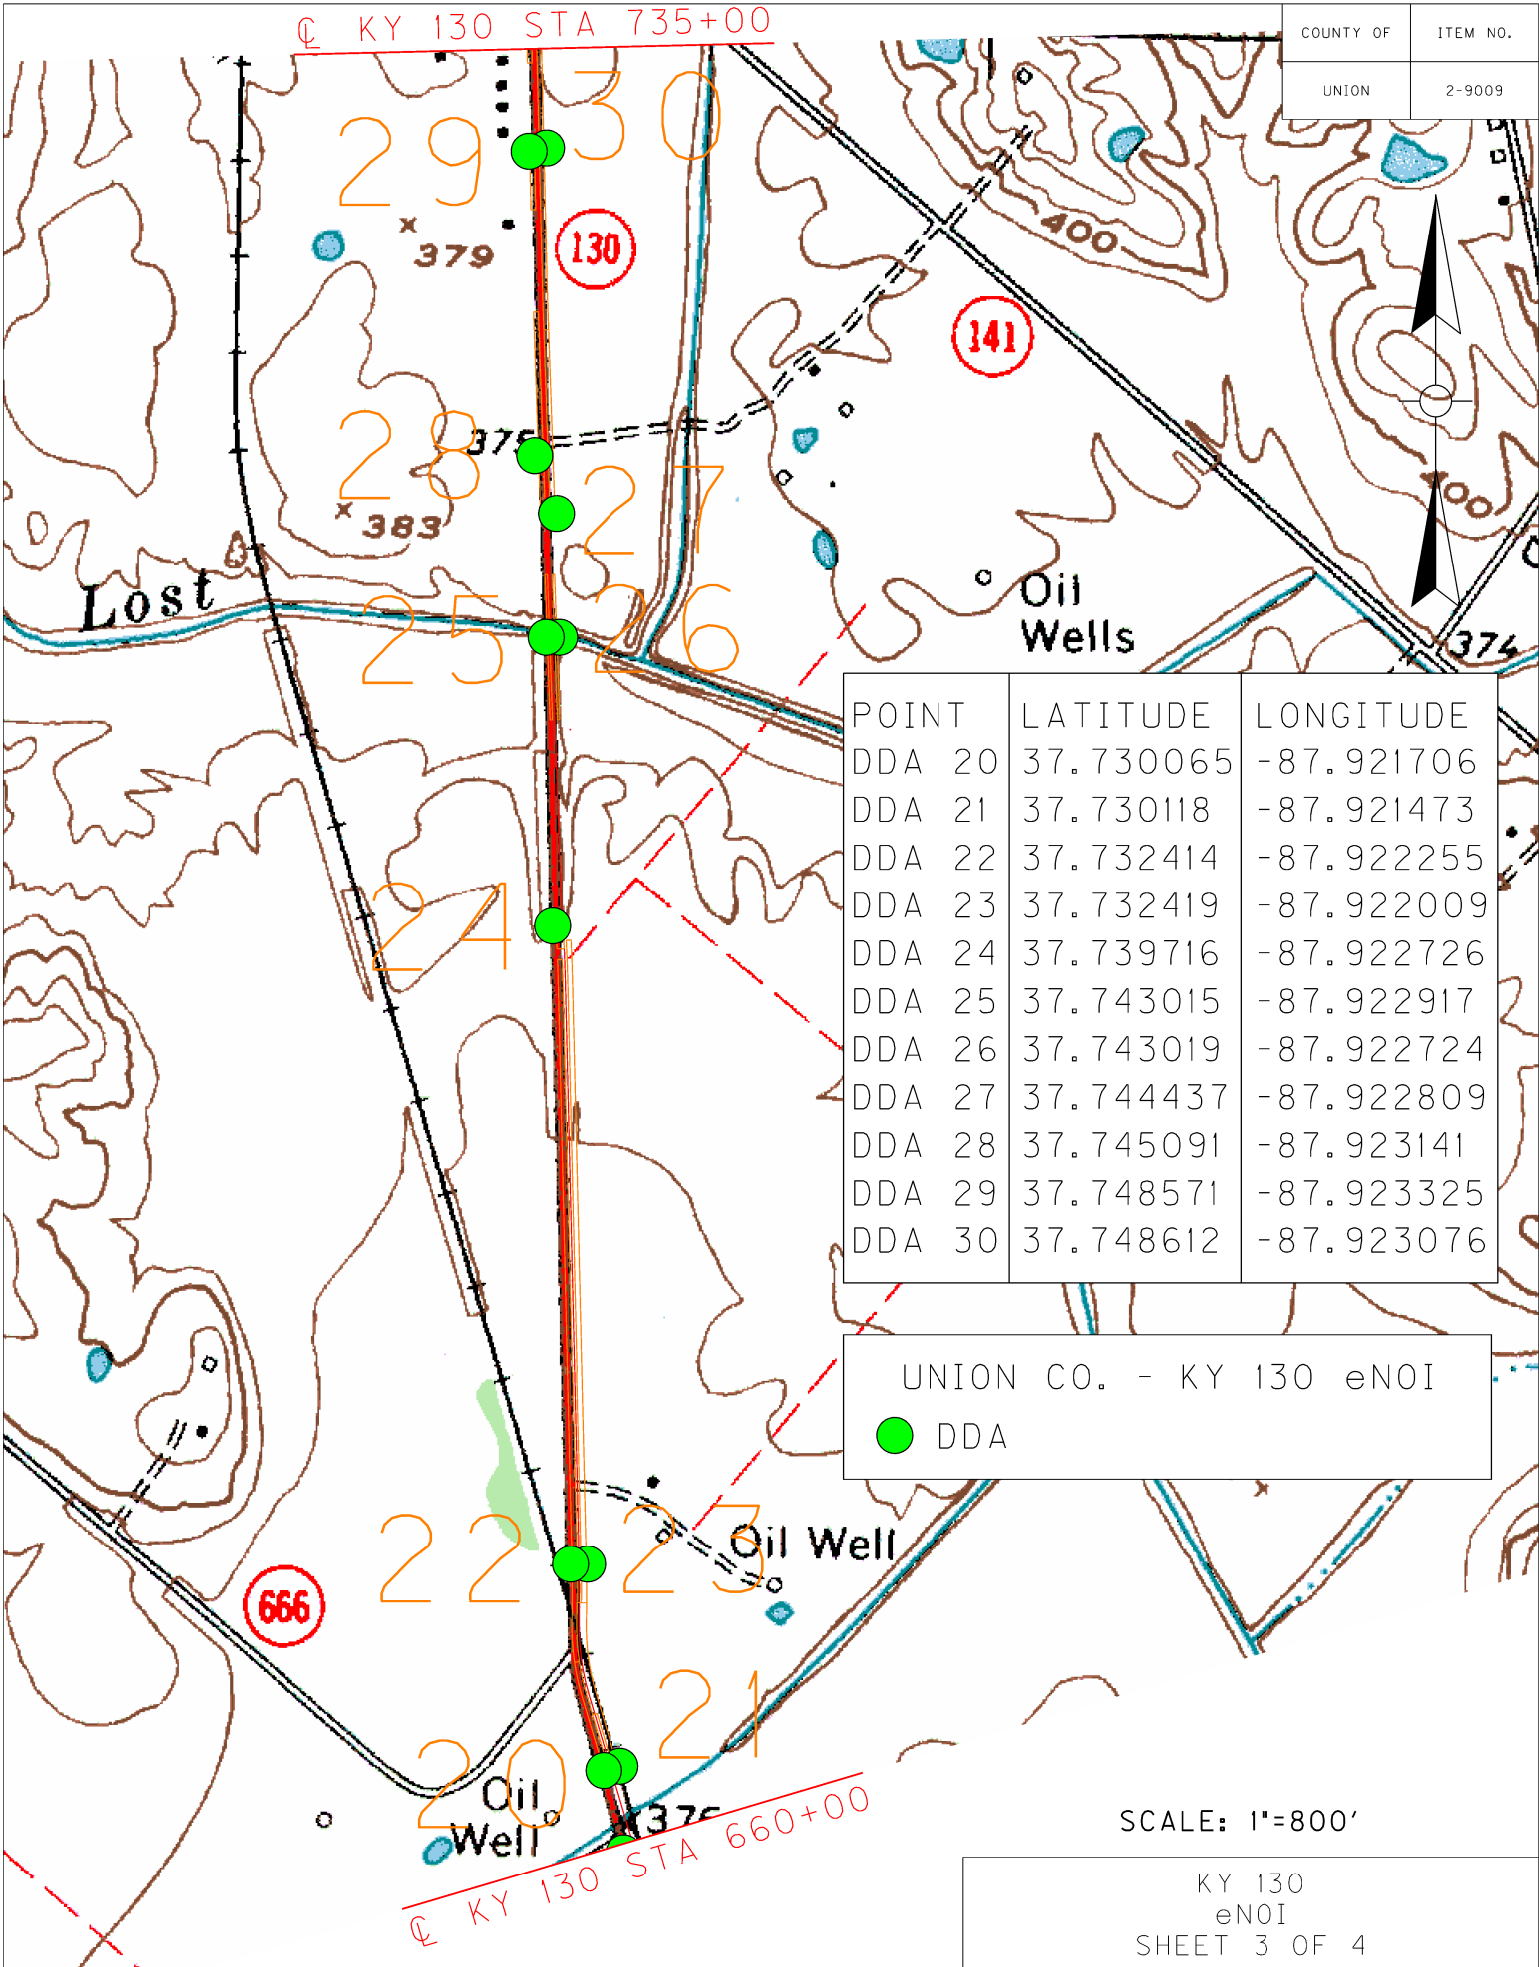 ℄ KY 130 STA 735+00
COUNTY OF ITEM NO.
UNION 2-9009
30
29
379
130
400
141
28
375
27
383
400
Lost
25
26
Oil
Wells
374
POINT LATITUDE LONGITUDE
DDA 20 37.730065 -87.921706
DDA 21 37.730118 -87.921473
DDA 22 37.732414 -87.922255
DDA 23 37.732419 -87.922009
DDA 24 37.739716 -87.922726
DDA 25 37.743015 -87.922917
DDA 26 37.743019 -87.922724
DDA 27 37.744437 -87.922809
DDA 28 37.745091 -87.923141
DDA 29 37.748571 -87.923325
DDA 30 37.748612 -87.923076
24
UNION CO. - KY 130 eNOI
DDA
22
23
Oil Well
666
21
20
Oil
Well
℄ KY 130 STA 660+00
SCALE: 1"=800'
KY 130
eNOI
SHEET 3 OF 4